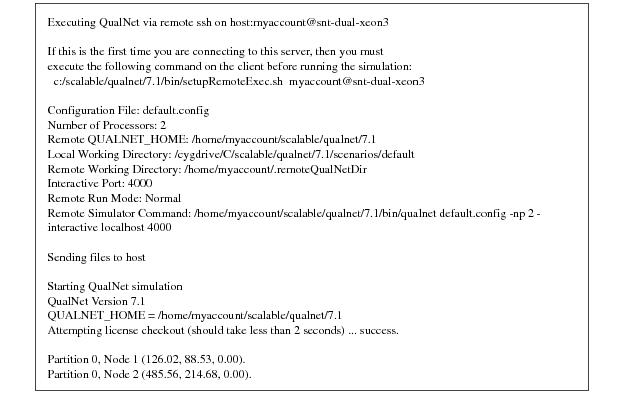 Executing QualNet via remote ssh on host:myaccount@snt-dual-xeon3
If this is the first time you are connecting to this server, then you must
execute the following command on the client before running the simulation:
c:/scalable/qualnet/7.1/bin/setupRemoteExec.sh myaccount@snt-dual-xeon3
Configuration File: default.config
Number of Processors: 2
Remote QUALNET_HOME: /home/myaccount/scalable/qualnet/7.1
Local Working Directory: /cygdrive/C/scalable/qualnet/7.1/scenarios/default
Remote Working Directory: /home/myaccount/.remoteQualNetDir
Interactive Port: 4000
Remote Run Mode: Normal
Remote Simulator Command: /home/myaccount/scalable/qualnet/7.1/bin/qualnet default.config -np 2 -
interactive localhost 4000
Sending files to host
Starting QualNet simulation
QualNet Version 7.1
QUALNET_HOME = /home/myaccount/scalable/qualnet/7.1
Attempting license checkout (should take less than 2 seconds) ... success.
Partition 0, Node 1 (126.02, 88.53, 0.00).
Partition 0, Node 2 (485.56, 214.68, 0.00).